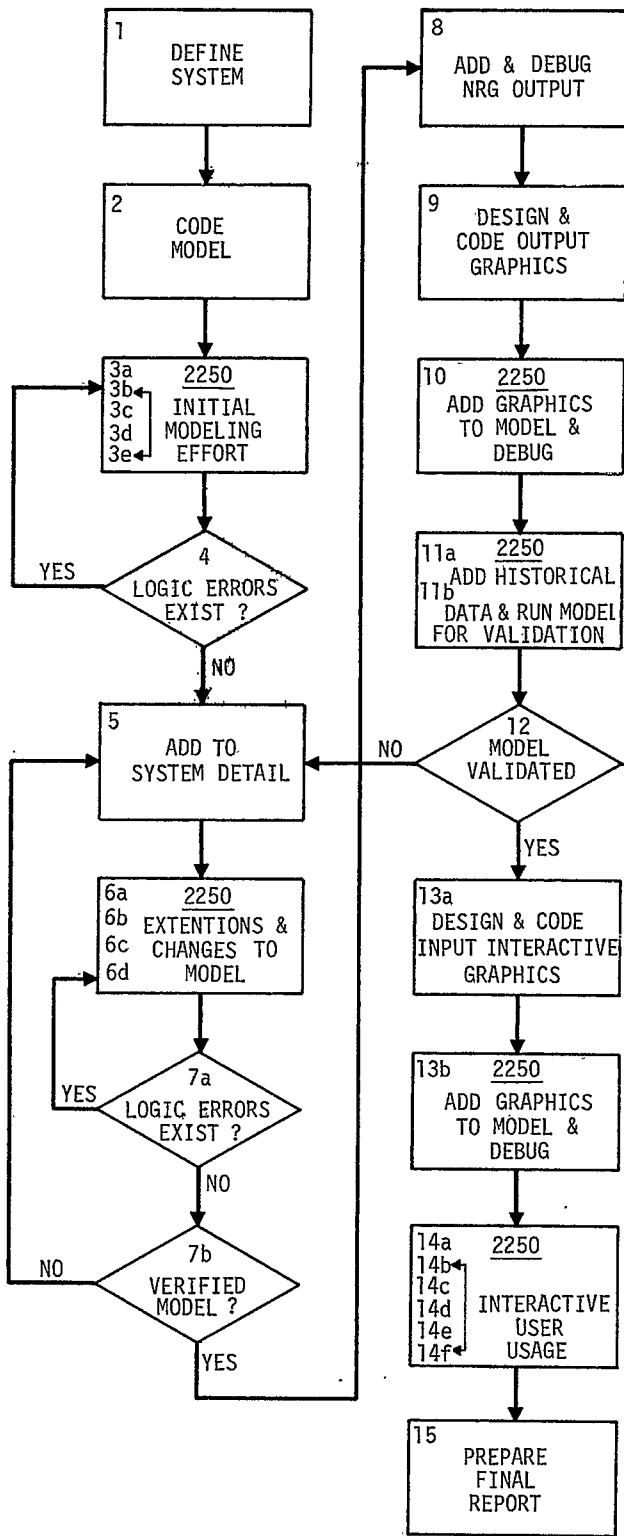 1
DEFINE
SYSTEM
2
CODE
MODEL
3a
3b
3c
3d
3e
2250
INITIAL
MODELING
EFFORT
4
LOGIC ERRORS
EXIST ?
YES
NO
5
ADD TO
SYSTEM DETAIL
6a
6b
6c
6d
2250
EXTENTIONS &
CHANGES TO
MODEL
7a
LOGIC ERRORS
EXIST ?
YES
NO
7b
VERIFIED
MODEL ?
NO
YES
8
ADD & DEBUG
NRG OUTPUT
9
DESIGN &
CODE OUTPUT
GRAPHICS
10
2250
ADD GRAPHICS
TO MODEL &
DEBUG
11a
11b
2250
ADD HISTORICAL
DATA & RUN MODEL
FOR VALIDATION
12
MODEL
VALIDATED
NO
YES
13a
DESIGN & CODE
INPUT INTERACTIVE
GRAPHICS
13b
2250
ADD GRAPHICS
TO MODEL &
DEBUG
14a
14b
14c
14d
14e
14f
2250
INTERACTIVE
USER
USAGE
15
PREPARE
FINAL
REPORT